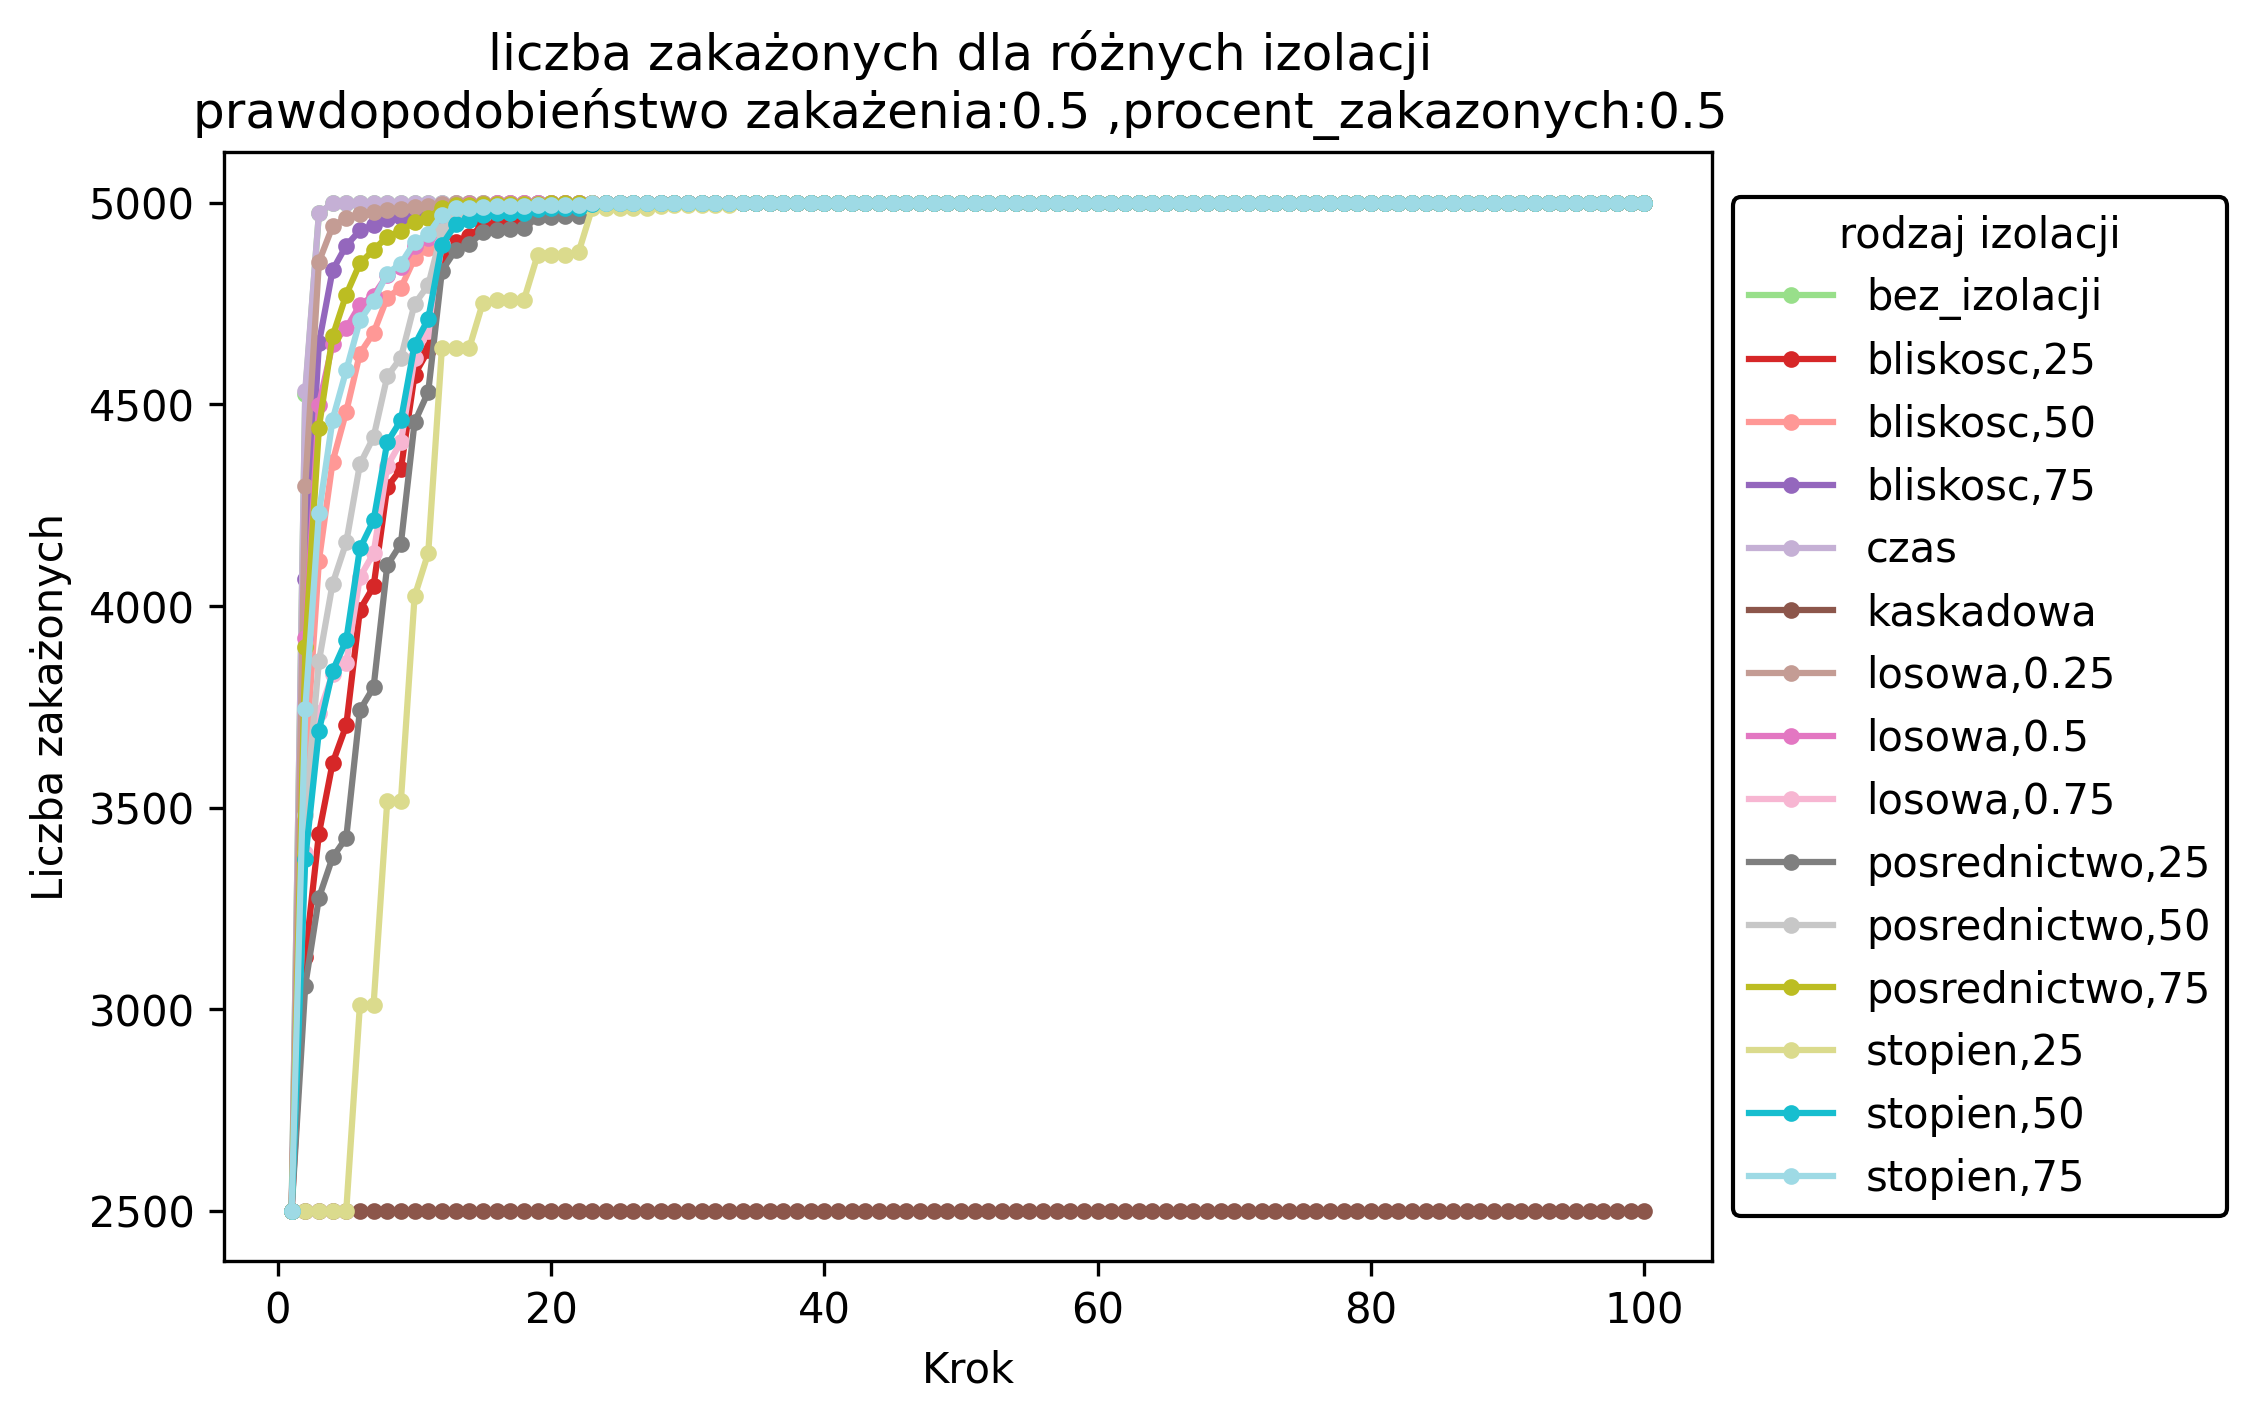 liczba zakażonych dla różnych izolacji
prawdopodobieństwo zakażenia:0.5 ,procent_zakazonych:0.5
5000
4500
4000
3500
3000
2500
Liczba zakażonych
0 20 40 60 80 100
Krok
rodzaj izolacji
bez_izolacji
bliskosc,25
bliskosc,50
bliskosc,75
czas
kaskadowa
losowa,0.25
losowa,0.5
losowa,0.75
posrednictwo,25
posrednictwo,50
posrednictwo,75
stopien,25
stopien,50
stopien,75